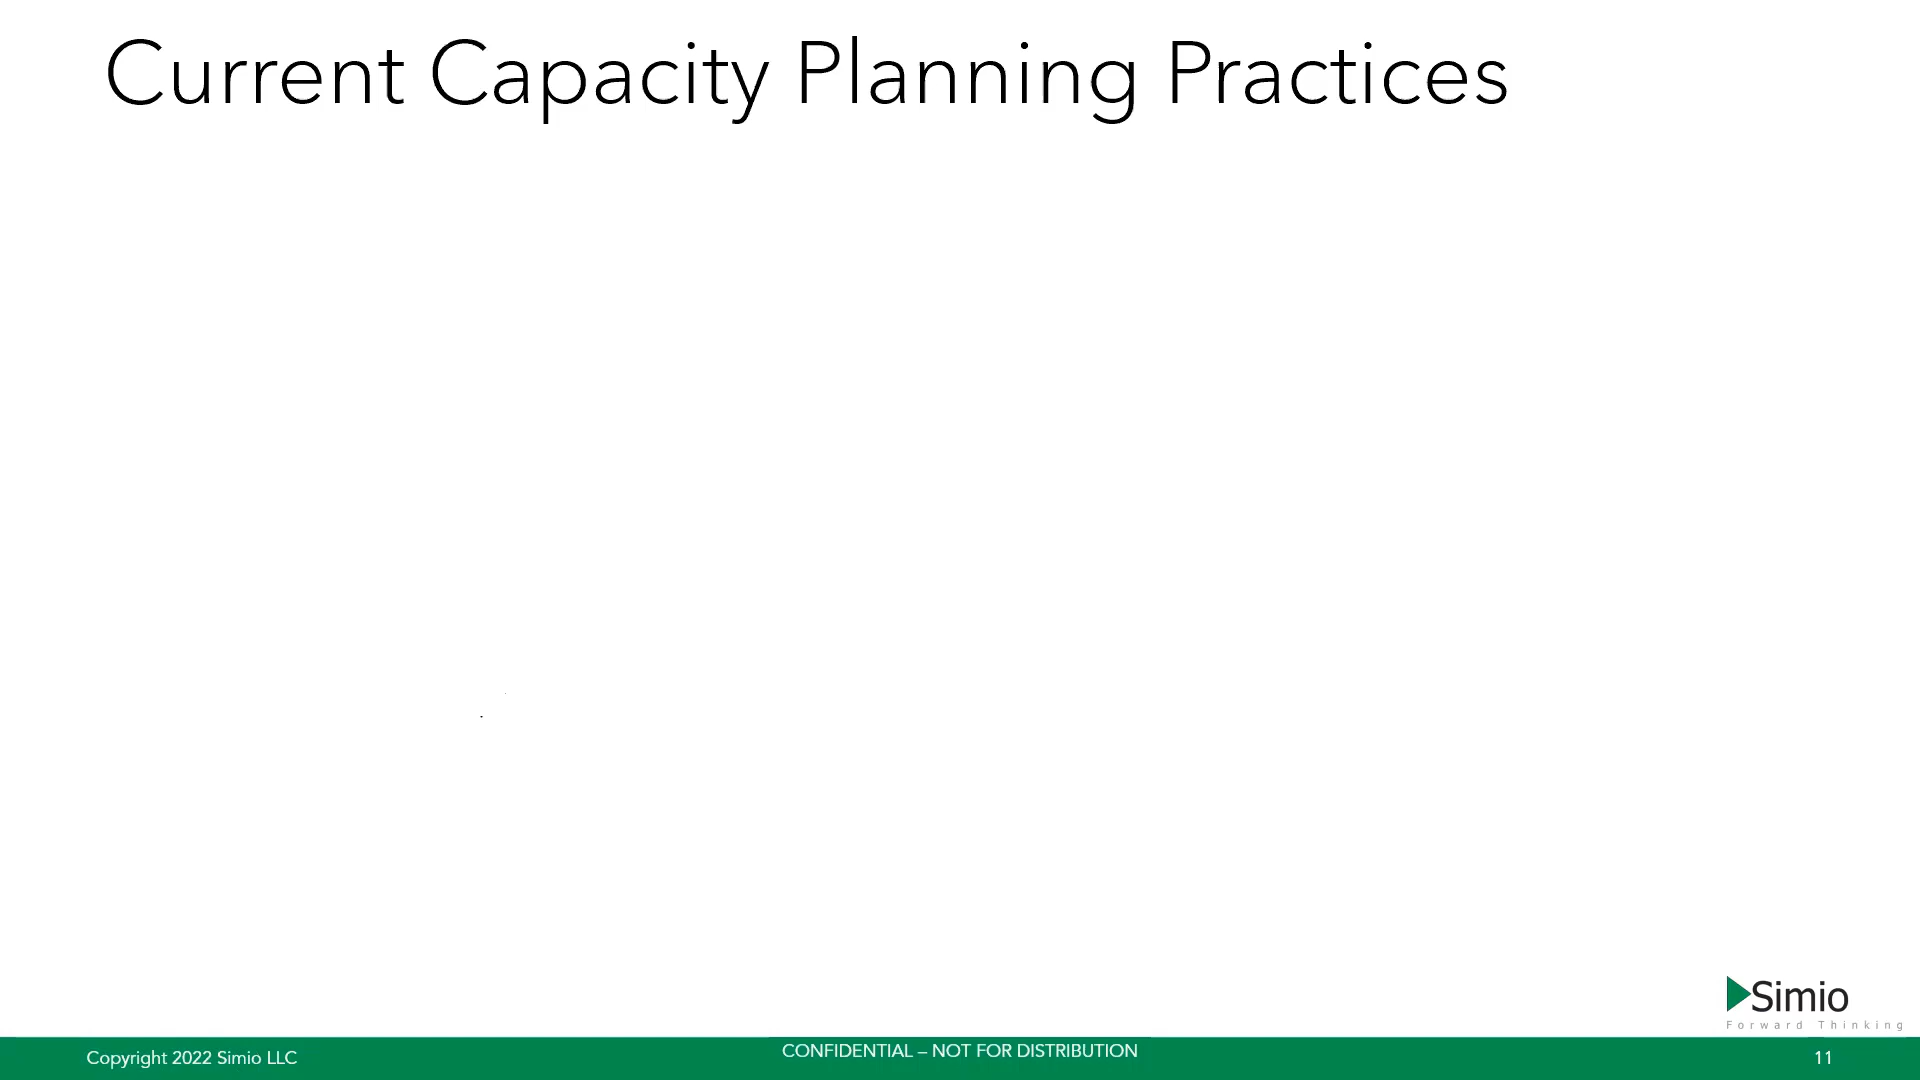 Current Capacity Planning Practices
Simio
Forward Thinking
Copyright 2022 Simio LLC
CONFIDENTIAL – NOT FOR DISTRIBUTION
11